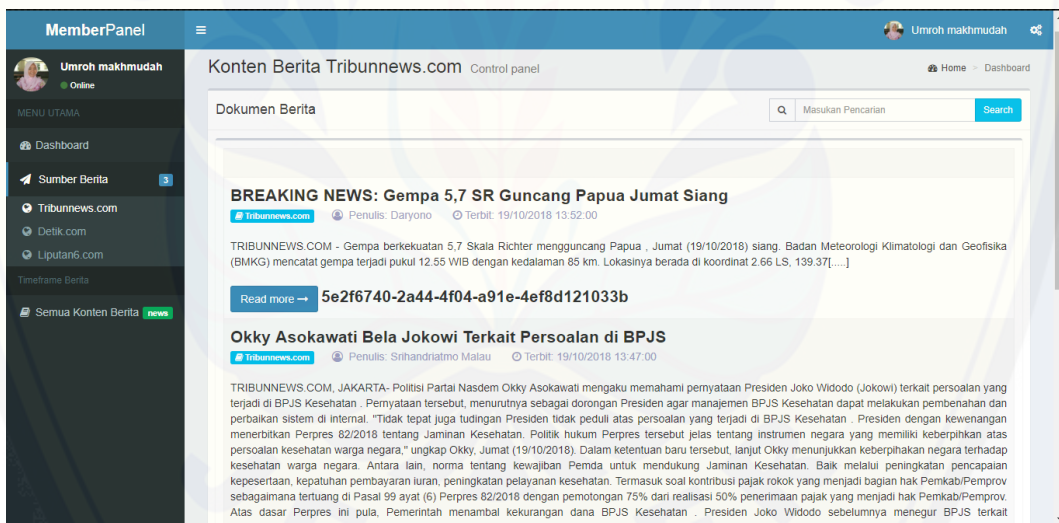 MemberPanel
Umroh makhmudah
Umroh makhmudah
Online
MENU UTAMA
Dashboard
Sumber Berita 3
Tribunnews.com
Detik.com
Liputan6.com
Timeframe Berita
Semua Konten Berita news
Konten Berita Tribunnews.com Control panel
Home > Dashboard
Dokumen Berita
Masukan Pencarian Search
BREAKING NEWS: Gempa 5,7 SR Guncang Papua Jumat Siang
Tribunnews.com Penulis: Daryono Terbit: 19/10/2018 13:52:00
TRIBUNNEWS.COM - Gempa berkekuatan 5,7 Skala Richter mengguncang Papua , Jumat (19/10/2018) siang. Badan Meteorologi Klimatologi dan Geofisika
(BMKG) mencatat gempa terjadi pukul 12.55 WIB dengan kedalaman 85 km. Lokasinya berada di koordinat 2.66 LS, 139.37[.....]
Read more → 5e2f6740-2a44-4f04-a91e-4ef8d121033b
Okky Asokawati Bela Jokowi Terkait Persoalan di BPJS
Tribunnews.com Penulis: Srihandriatmo Malau Terbit: 19/10/2018 13:47:00
TRIBUNNEWS.COM, JAKARTA- Politisi Partai Nasdem Okky Asokawati mengaku memahami pernyataan Presiden Joko Widodo (Jokowi) terkait persoalan yang
terjadi di BPJS Kesehatan . Pernyataan tersebut, menurutnya sebagai dorongan Presiden agar manajemen BPJS Kesehatan dapat melakukan pembenahan dan
perbaikan sistem di internal. "Tidak tepat juga tudingan Presiden tidak peduli atas persoalan yang terjadi di BPJS Kesehatan . Presiden dengan kewenangan
menerbitkan Perpres 82/2018 tentang Jaminan Kesehatan. Politik hukum Perpres tersebut jelas tentang instrumen negara yang memiliki keberpihkan atas
persoalan kesehatan warga negara," ungkap Okky, Jumat (19/10/2018). Dalam ketentuan baru tersebut, lanjut Okky menunjukkan keberpihakan negara terhadap
kesehatan warga negara. Antara lain, norma tentang kewajiban Pemda untuk mendukung Jaminan Kesehatan. Baik melalui peningkatan pencapaian
kepesertaan, kepatuhan pembayaran iuran, peningkatan pelayanan kesehatan. Termasuk soal kontribusi pajak rokok yang menjadi bagian hak Pemkab/Pemprov
sebagaimana tertuang di Pasal 99 ayat (6) Perpres 82/2018 dengan pemotongan 75% dari realisasi 50% penerimaan pajak yang menjadi hak Pemkab/Pemprov.
Atas dasar Perpres ini pula, Pemerintah menambal kekurangan dana BPJS Kesehatan . Presiden Joko Widodo sebelumnya menegur BPJS terkait